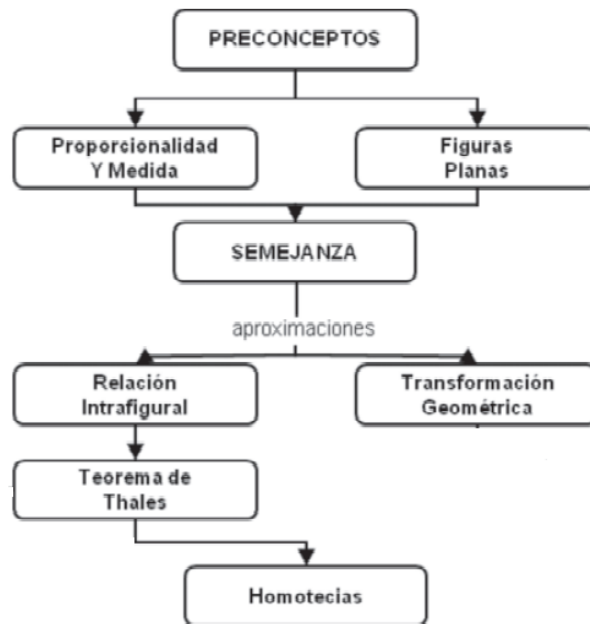 PRECONCEPTOS
Proporcionalidad
Y Medida
Figuras
Planas
SEMEJANZA
aproximaciones
Relación
Intrafigural
Transformación
Geométrica
Teorema de
Thales
Homotecias